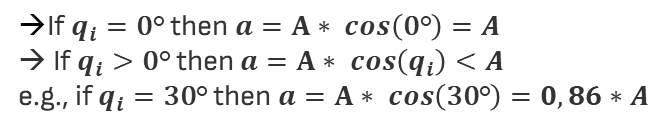 →If qᵢ = 0° then a = A * cos(0°) = A
→ If qᵢ > 0° then a = A * cos(qᵢ) < A
e.g., if qᵢ = 30° then a = A * cos(30°) = 0,86 * A